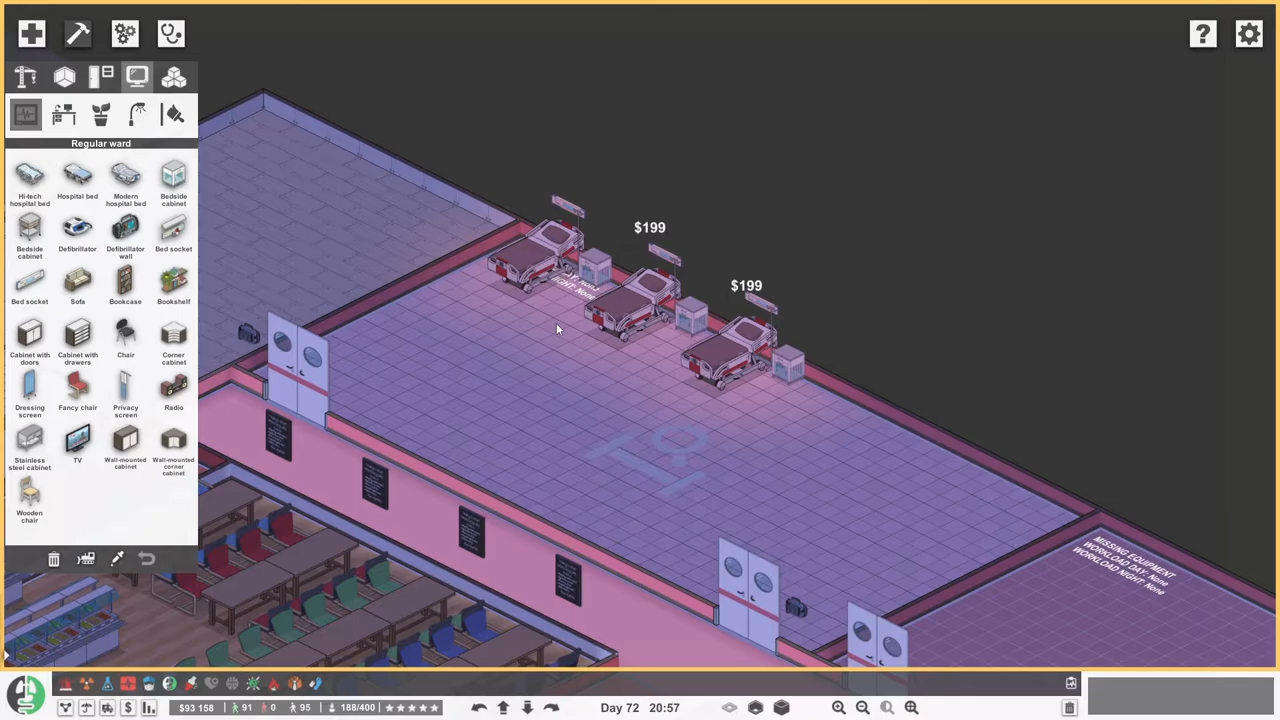 Regular ward
Hi-tech
hospital bed
Hospital bed
Modern
hospital bed
Bedside
cabinet
Bedside
cabinet
Defibrillator
Defibrillator
wall
Bed socket
Bed socket
Sofa
Bookcase
Bookshelf
Cabinet with
doors
Cabinet with
drawers
Chair
Corner
cabinet
Dressing
screen
Fancy chair
Privacy
screen
Radio
Stainless
steel cabinet
TV
Wall-mounted
cabinet
Wall-mounted
corner
cabinet
Wooden
chair
$199
$199
MISSING EQUIPMENT
WORKLOAD DAY: None
WORKLOAD NIGHT: None
$93 158
91
0
95
188/400
Day 72 20:57